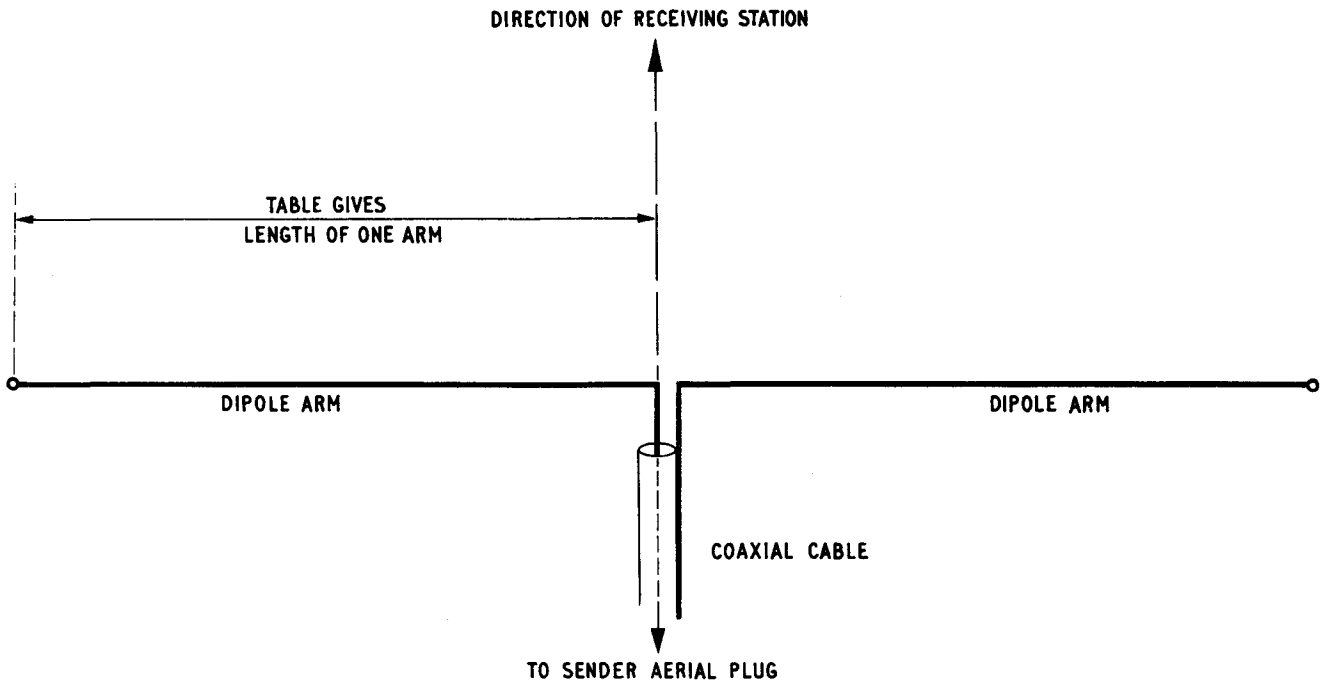 DIRECTION OF RECEIVING STATION
TABLE GIVES
LENGTH OF ONE ARM
DIPOLE ARM
DIPOLE ARM
COAXIAL CABLE
TO SENDER AERIAL PLUG